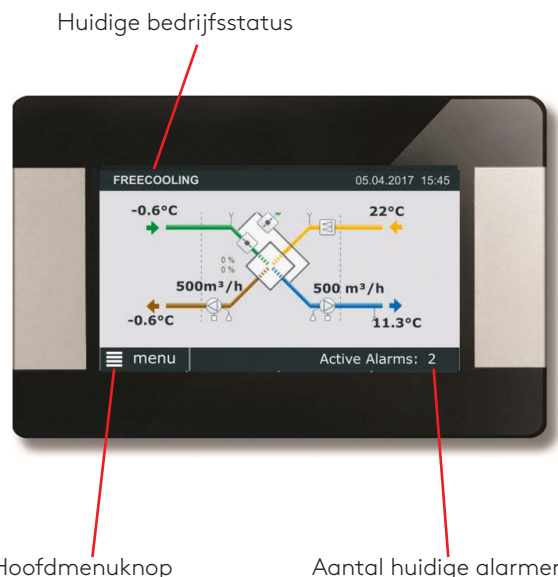 Huidige bedrijfsstatus
FREECOOLING 05.04.2017 15:45
-0.6°C 22°C
0 %
0 %
500m³/h 500 m³/h
-0.6°C 11.3°C
menu Active Alarms: 2
Hoofdmenuknop Aantal huidige alarmen